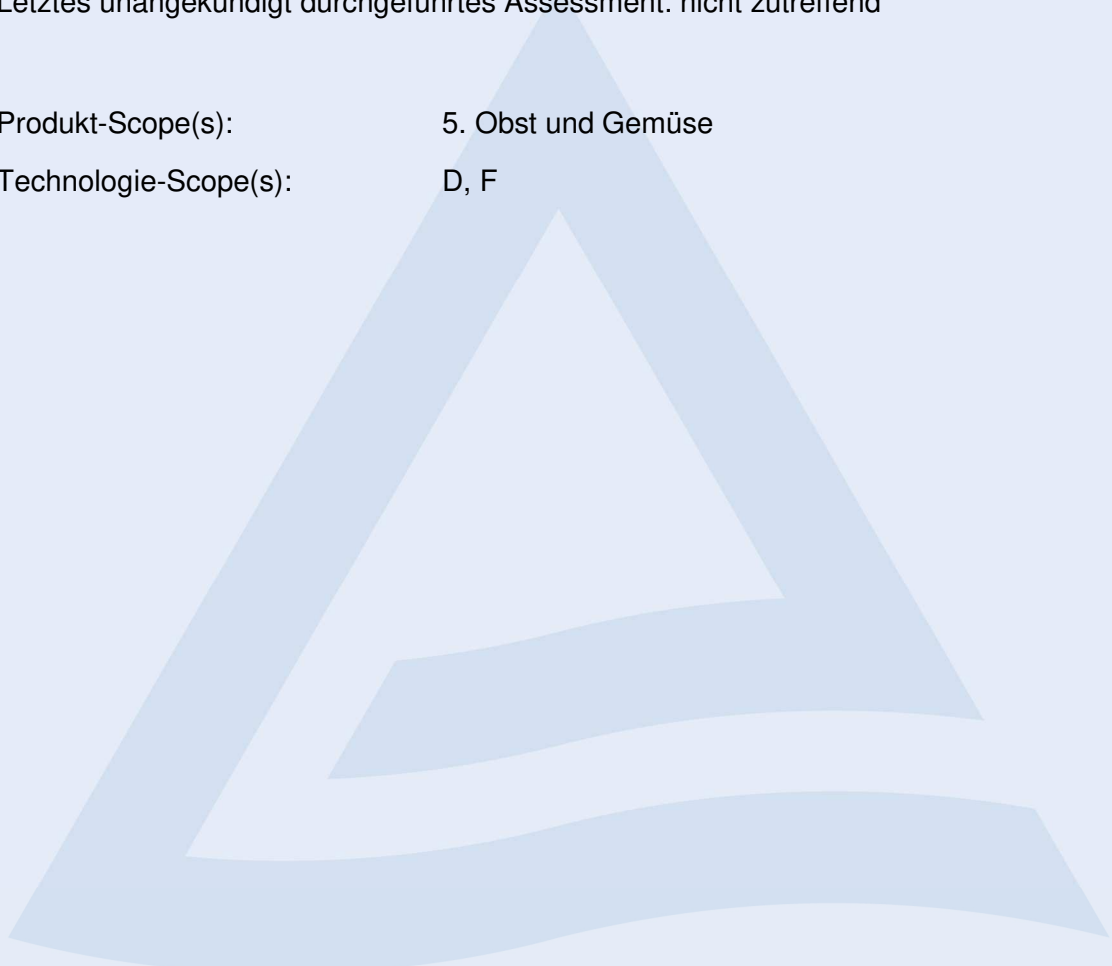 Letztes unangekündigt durchgeführtes Assessment: nicht zutreffend
Produkt-Scope(s): 5. Obst und Gemüse
Technologie-Scope(s): D, F